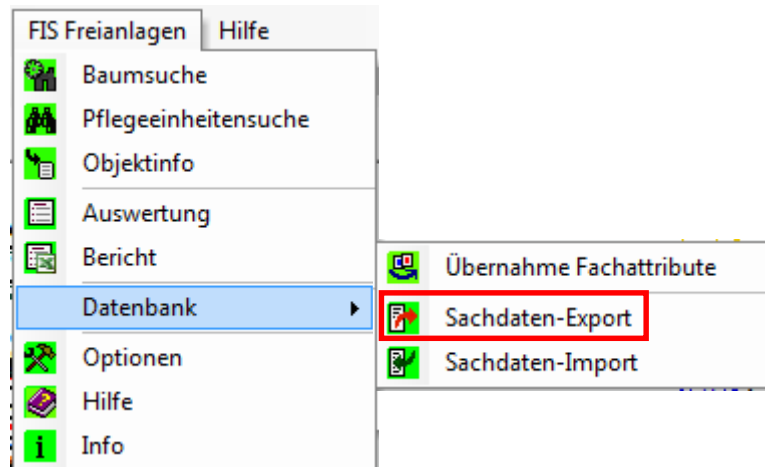 FIS Freianlagen Hilfe
Baumsuche
Pflegeeinheitensuche
Objektinfo
Auswertung
Bericht
Datenbank
Optionen
Hilfe
Info
Übernahme Fachattribute
Sachdaten-Export
Sachdaten-Import